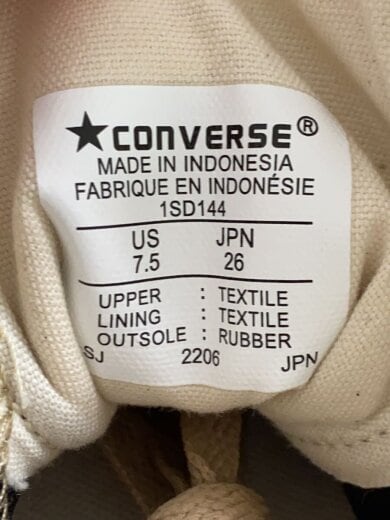 ★CONVERSE®
MADE IN INDONESIA
FABRIQUE EN INDONÉSIE
1SD144
US JPN
7.5 26
UPPER : TEXTILE
LINING : TEXTILE
OUTSOLE : RUBBER
SJ 2206 JPN